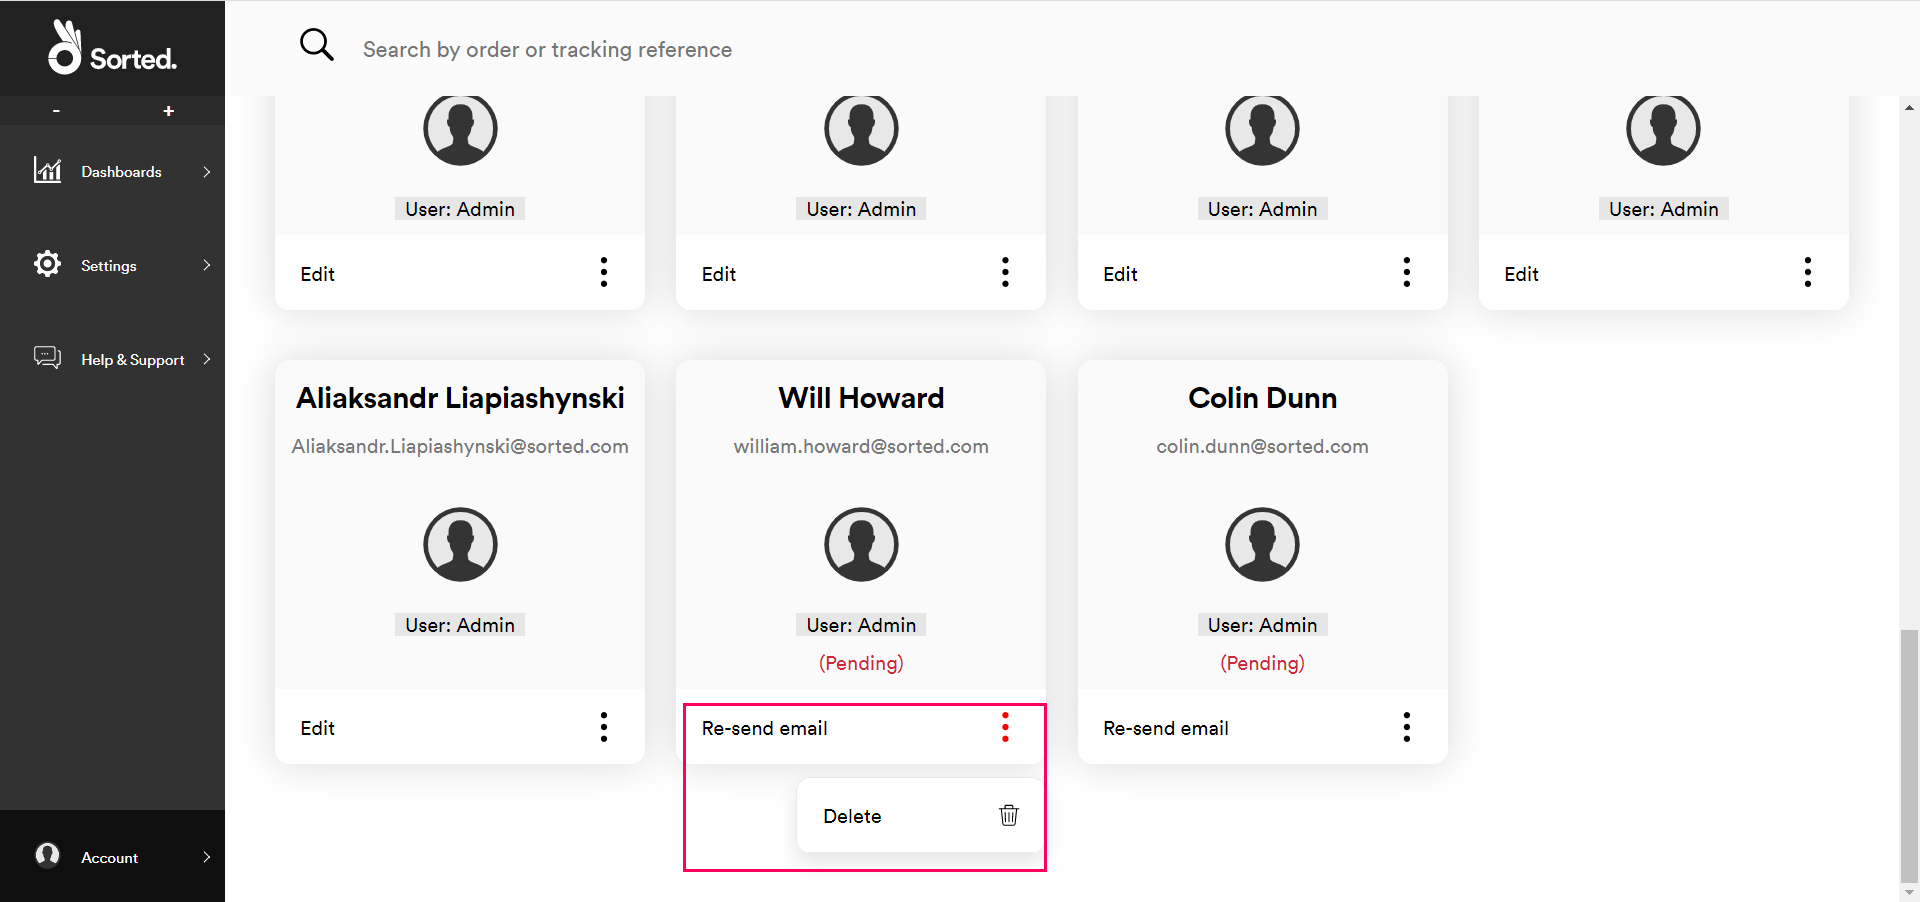 Sorted.
Search by order or tracking reference
- +
Dashboards
Settings
Help & Support
Account
User: Admin
Edit
User: Admin
Edit
User: Admin
Edit
User: Admin
Edit
Aliaksandr Liapiashynski
Aliaksandr.Liapiashynski@sorted.com
User: Admin
Edit
Will Howard
william.howard@sorted.com
User: Admin
(Pending)
Re-send email
Delete
Colin Dunn
colin.dunn@sorted.com
User: Admin
(Pending)
Re-send email